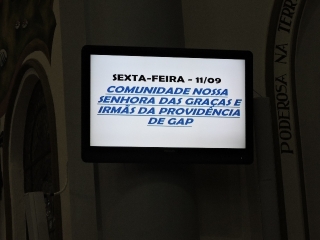 SEXTA-FEIRA - 11/09
COMUNIDADE NOSSA
SENHORA DAS GRAÇAS E
IRMÃS DA PROVIDÊNCIA
DE GAP
PODEROSA NA TERR